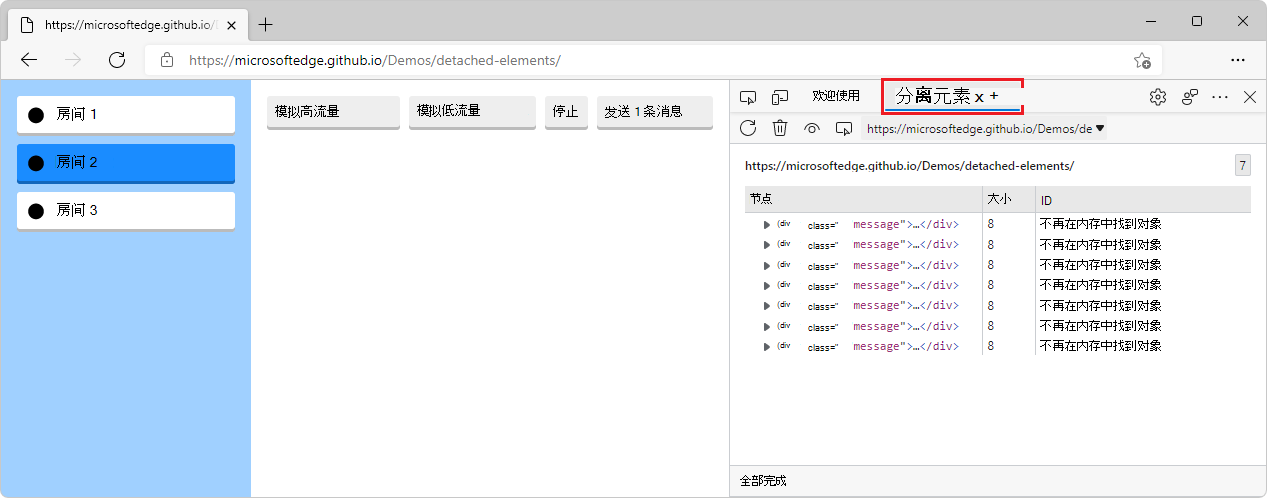 https://microsoftedge.github.io/
https://microsoftedge.github.io/Demos/detached-elements/
房间 1
房间 2
房间 3
模拟高流量
模拟低流量
停止
发送 1 条消息
欢迎使用
分离元素 x +
https://microsoftedge.github.io/Demos/de
https://microsoftedge.github.io/Demos/detached-elements/ 7
节点 大小 ID
(div class=" message">…</div> 8 不再在内存中找到对象
(div class=" message">…</div> 8 不再在内存中找到对象
(div class=" message">…</div> 8 不再在内存中找到对象
(div class=" message">…</div> 8 不再在内存中找到对象
(div class=" message">…</div> 8 不再在内存中找到对象
(div class=" message">…</div> 8 不再在内存中找到对象
(div class=" message">…</div> 8 不再在内存中找到对象
全部完成